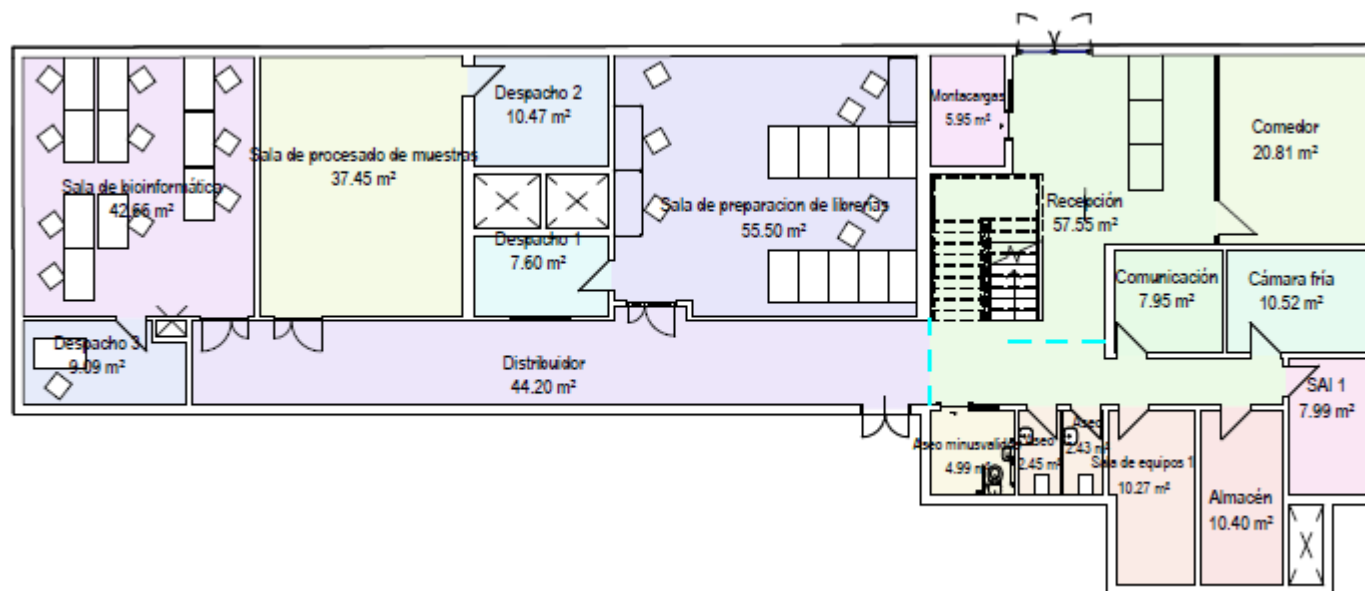 Despacho 2
10.47 m²
Montacargas
5.95 m²
Comedor
20.81 m²
Sala de procesado de muestras
37.45 m²
Sala de bioinformática
42.66 m²
Sala de preparacion de librerias
55.50 m²
Recepción
57.55 m²
Despacho 1
7.60 m²
Comunicación
7.95 m²
Cámara fría
10.52 m²
Despacho 3
9.09 m²
Distribuidor
44.20 m²
SAI 1
7.99 m²
Aseo minusvalidos
4.99 m²
Aseo
2.45 m²
Aseo
2.43 m²
Sala de equipos 1
10.27 m²
Almacén
10.40 m²